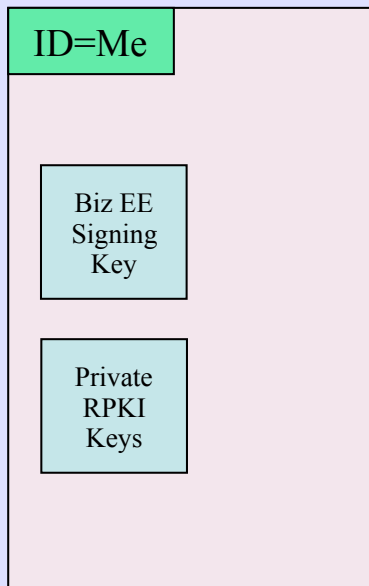 ID=Me
Biz EE
Signing
Key
Private
RPKI
Keys